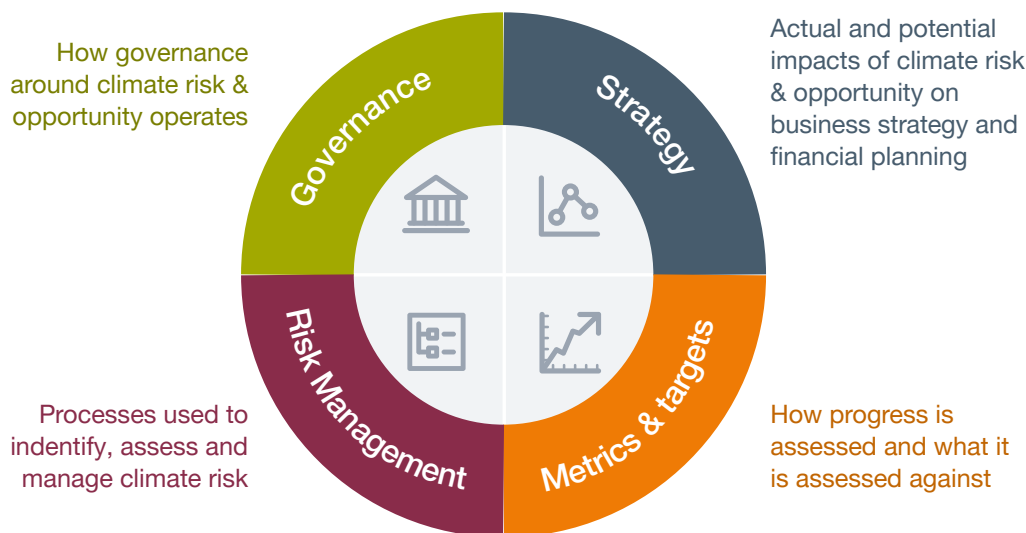 How governance
around climate risk &
opportunity operates
Governance
Strategy
Actual and potential
impacts of climate risk
& opportunity on
business strategy and
financial planning
Processes used to
indentify, assess and
manage climate risk
Risk Management
Metrics & targets
How progress is
assessed and what it
is assessed against